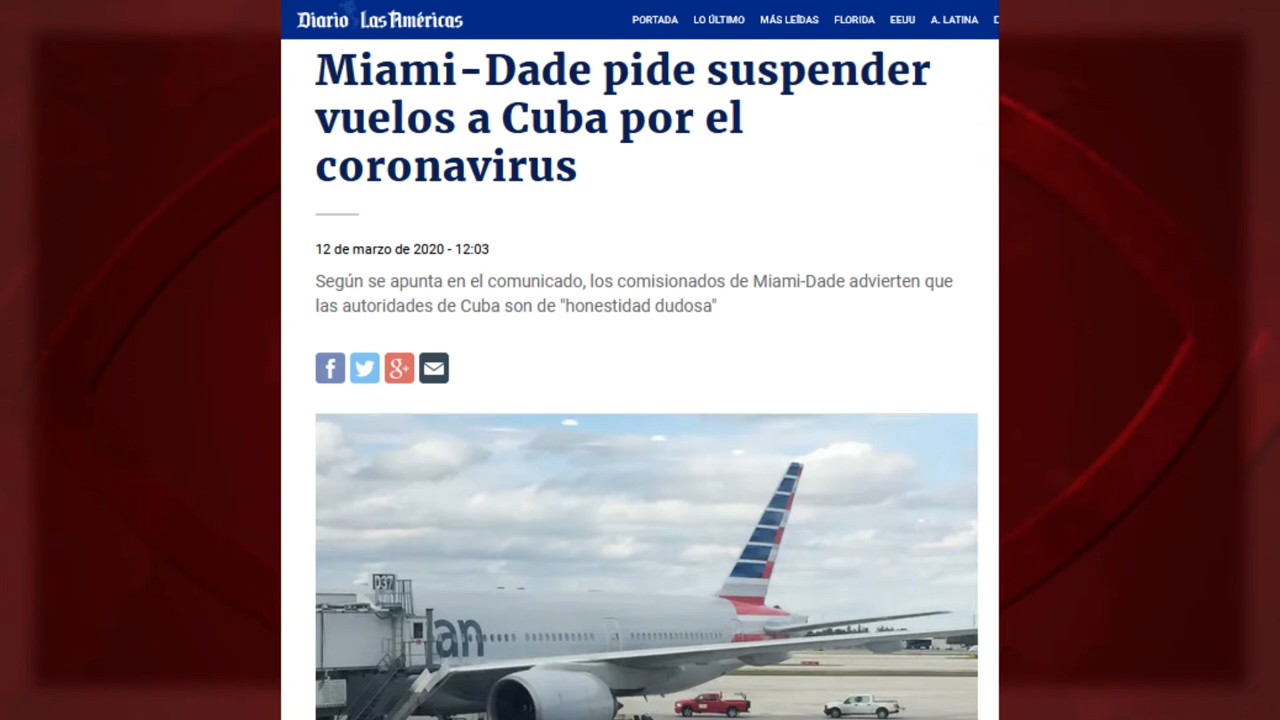 Diario Las Américas
PORTADA LO ÚLTIMO MÁS LEÍDAS FLORIDA EEUU A. LATINA
Miami-Dade pide suspender
vuelos a Cuba por el
coronavirus
12 de marzo de 2020 - 12:03
Según se apunta en el comunicado, los comisionados de Miami-Dade advierten que
las autoridades de Cuba son de "honestidad dudosa"
D37
an